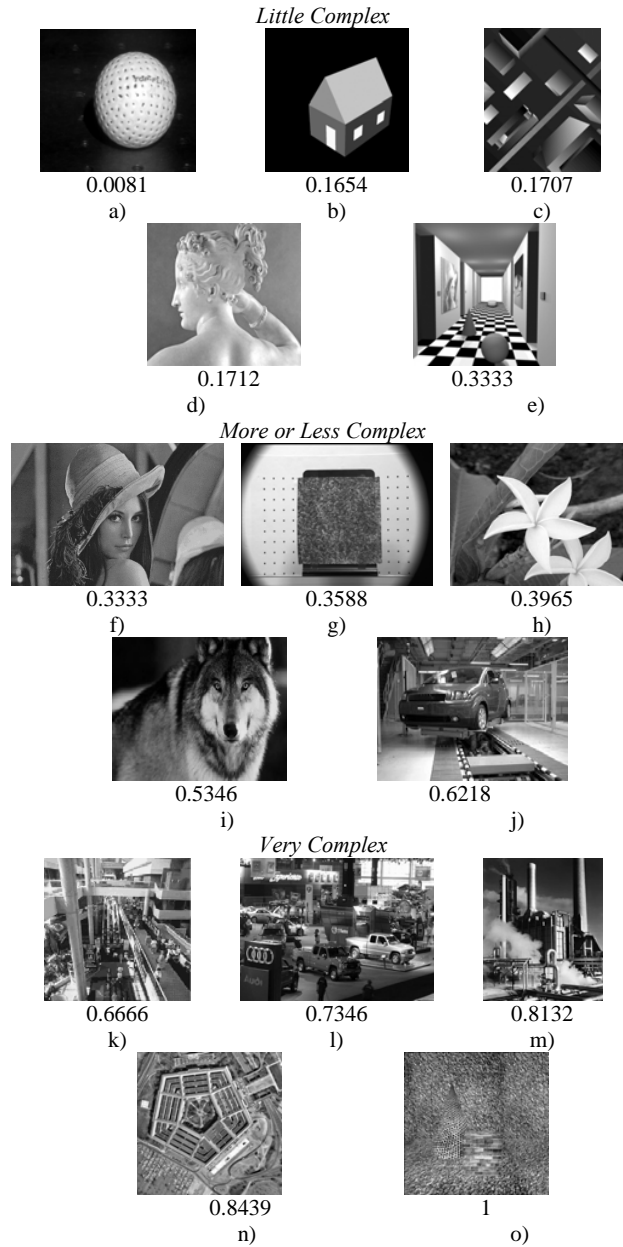 Little Complex
0.0081 0.1654 0.1707
a) b) c)
0.1712 0.3333
d) e)
More or Less Complex
0.3333 0.3588 0.3965
f) g) h)
0.5346 0.6218
i) j)
Very Complex
Audi
0.6666 0.7346 0.8132
k) l) m)
0.8439 1
n) o)